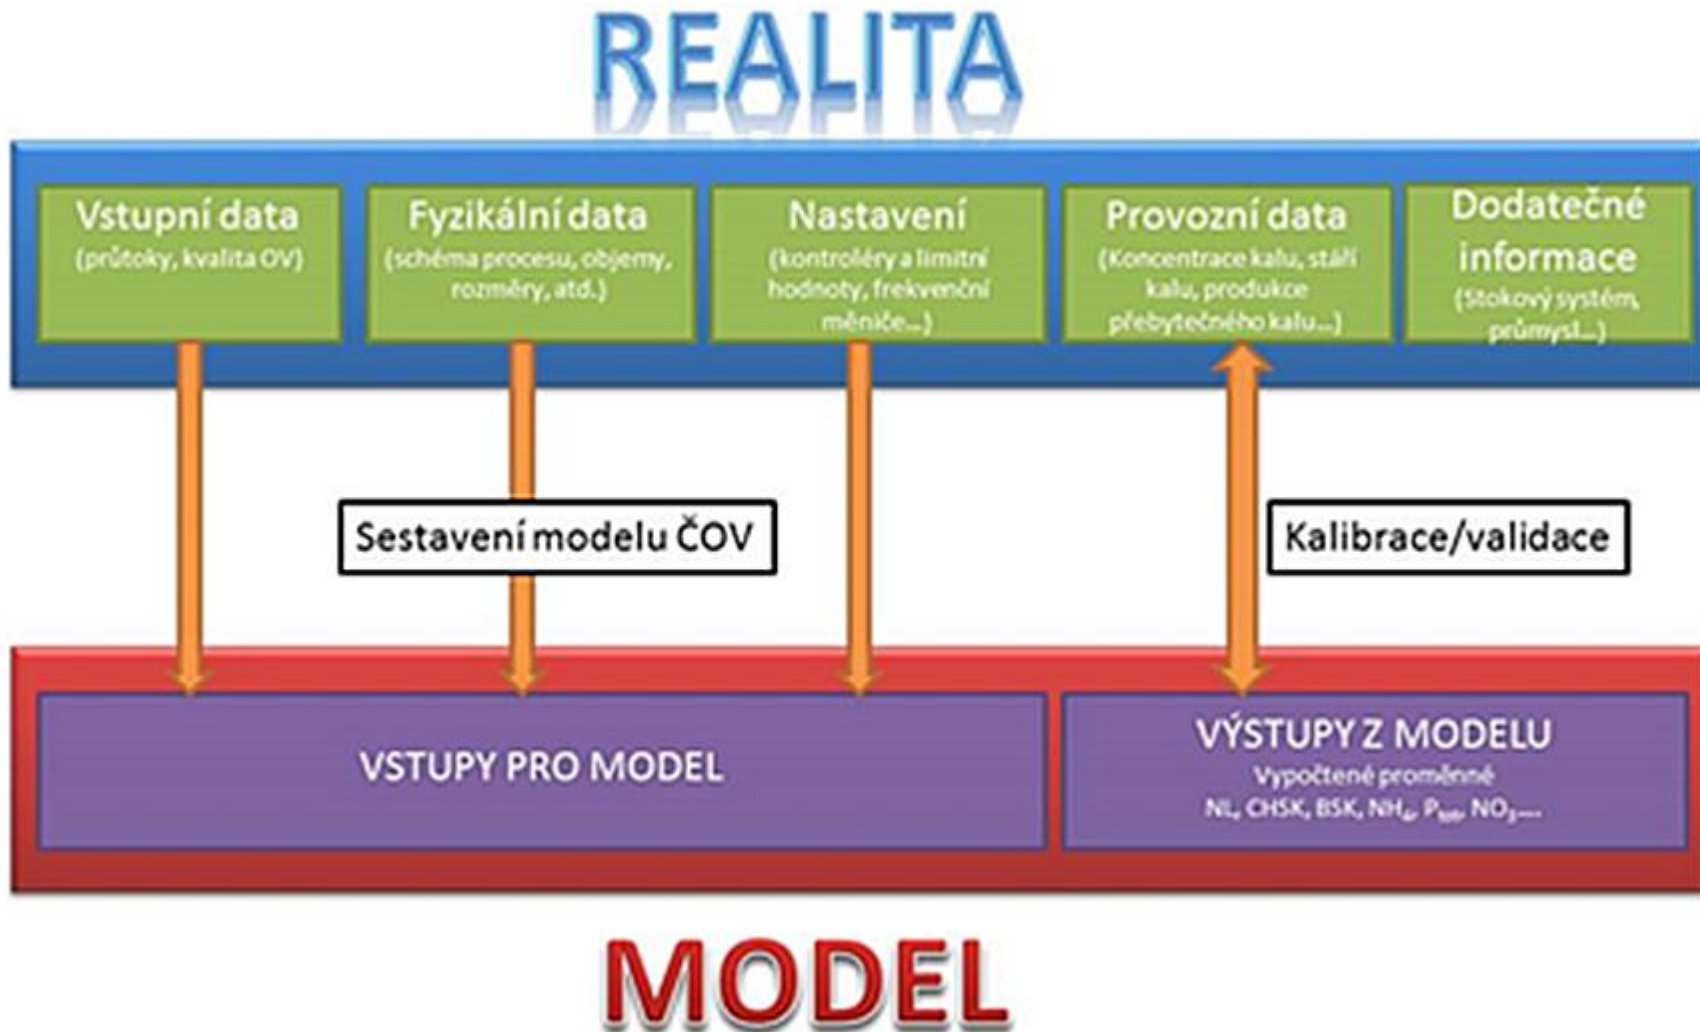 REALITA
Vstupní data
(průtoky, kvalita OV)
Fyzikální data
(schéma procesu, objemy,
rozměry, atd.)
Nastavení
(kontroléry a limitní
hodnoty, frekvenční
měniče...)
Provozní data
(Koncentrace kalu, stáří
kalu, produkce
přebytečného kalu...)
Dodatečné
informace
(Stokový systém,
průmysl...)
Sestavení modelu ČOV
Kalibrace/validace
VSTUPY PRO MODEL
VÝSTUPY Z MODELU
Vypočtené proměnné
NL, CHSK, BSK, NH₄, P, NO₃....
MODEL